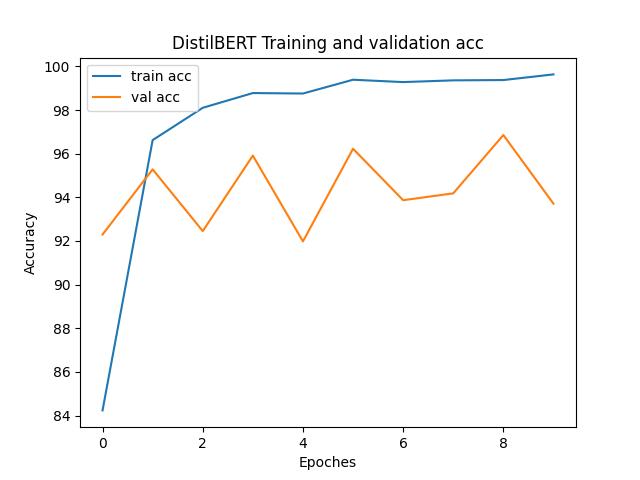 DistilBERT Training and validation acc
train acc
val acc
100
98
96
94
92
90
88
86
84
Accuracy
0 2 4 6 8
Epoches